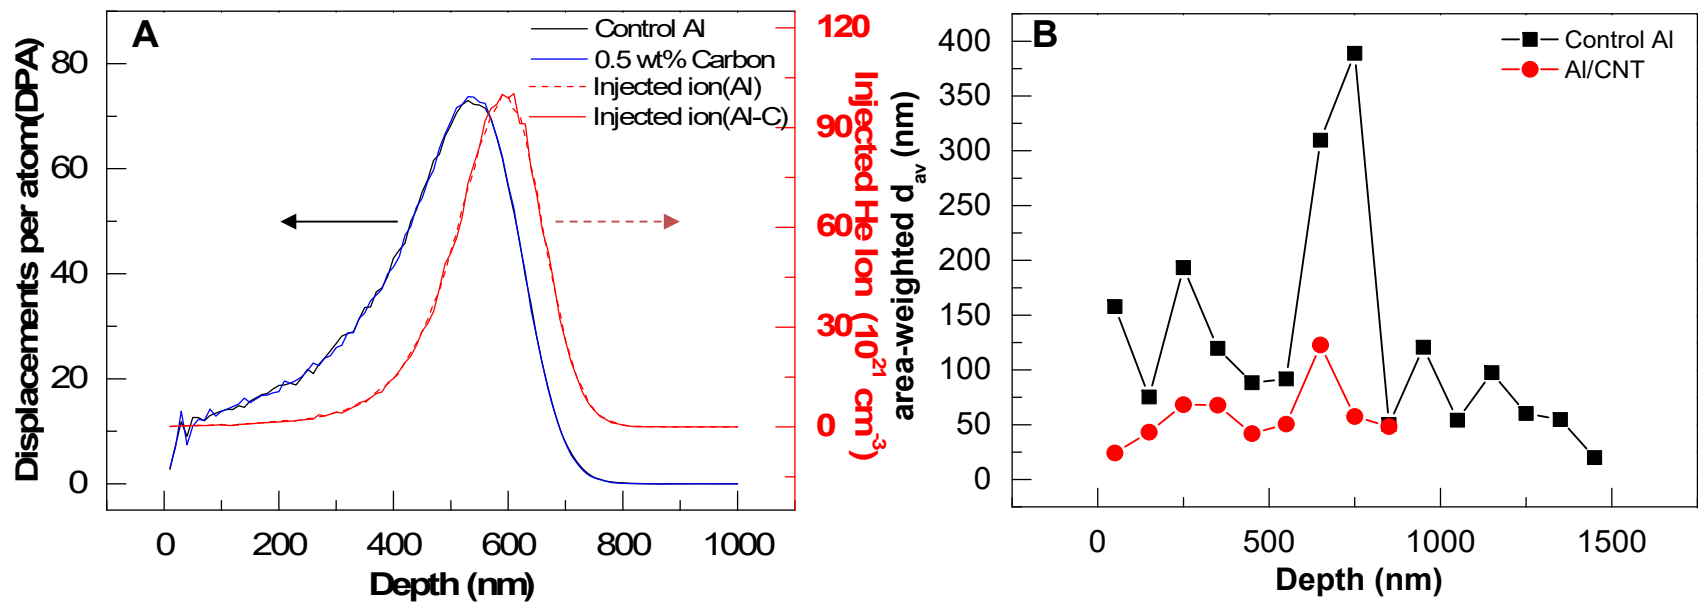 A
Control Al
0.5 wt% Carbon
Injected ion(Al)
Injected ion(Al-C)
Displacements per atom(DPA)
80
60
40
20
0
0 200 400 600 800 1000
Depth (nm)
120
90
60
30
0
Injected He Ion (10^21 cm^-3)
B
Control Al
Al/CNT
area-weighted d_av (nm)
400
350
300
250
200
150
100
50
0
0 500 1000 1500
Depth (nm)